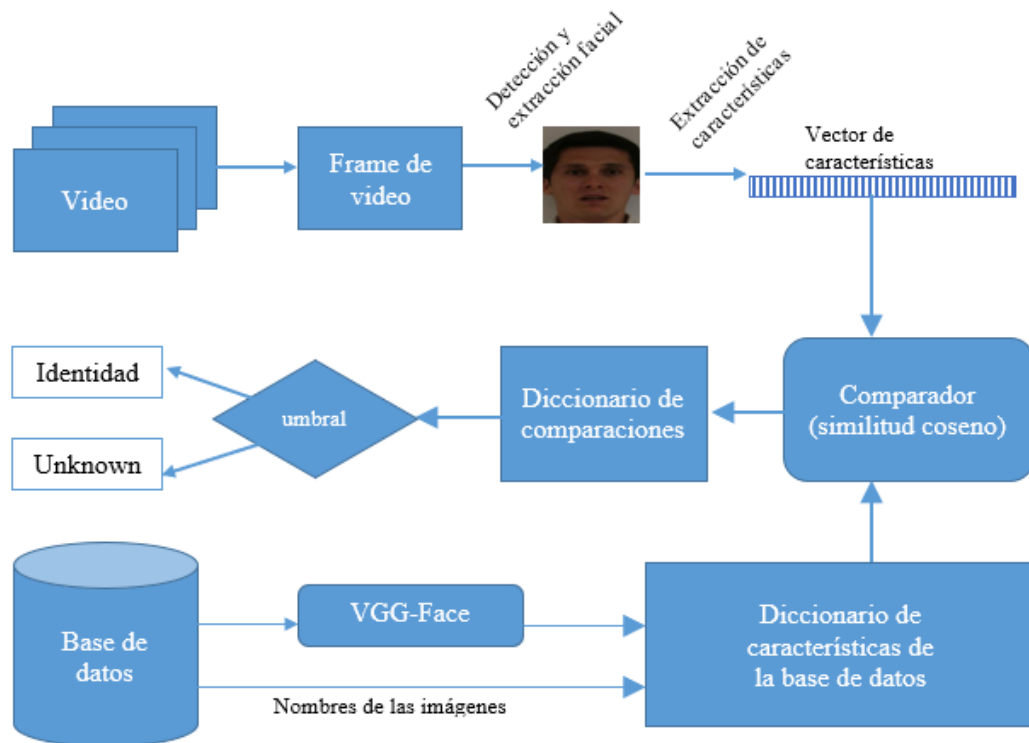 Detección y
extracción facial
Extracción de
características
Video
Frame de
video
Vector de
características
Identidad
Unknown
umbral
Diccionario de
comparaciones
Comparador
(similitud coseno)
Base de
datos
VGG-Face
Nombres de las imágenes
Diccionario de
características de
la base de datos